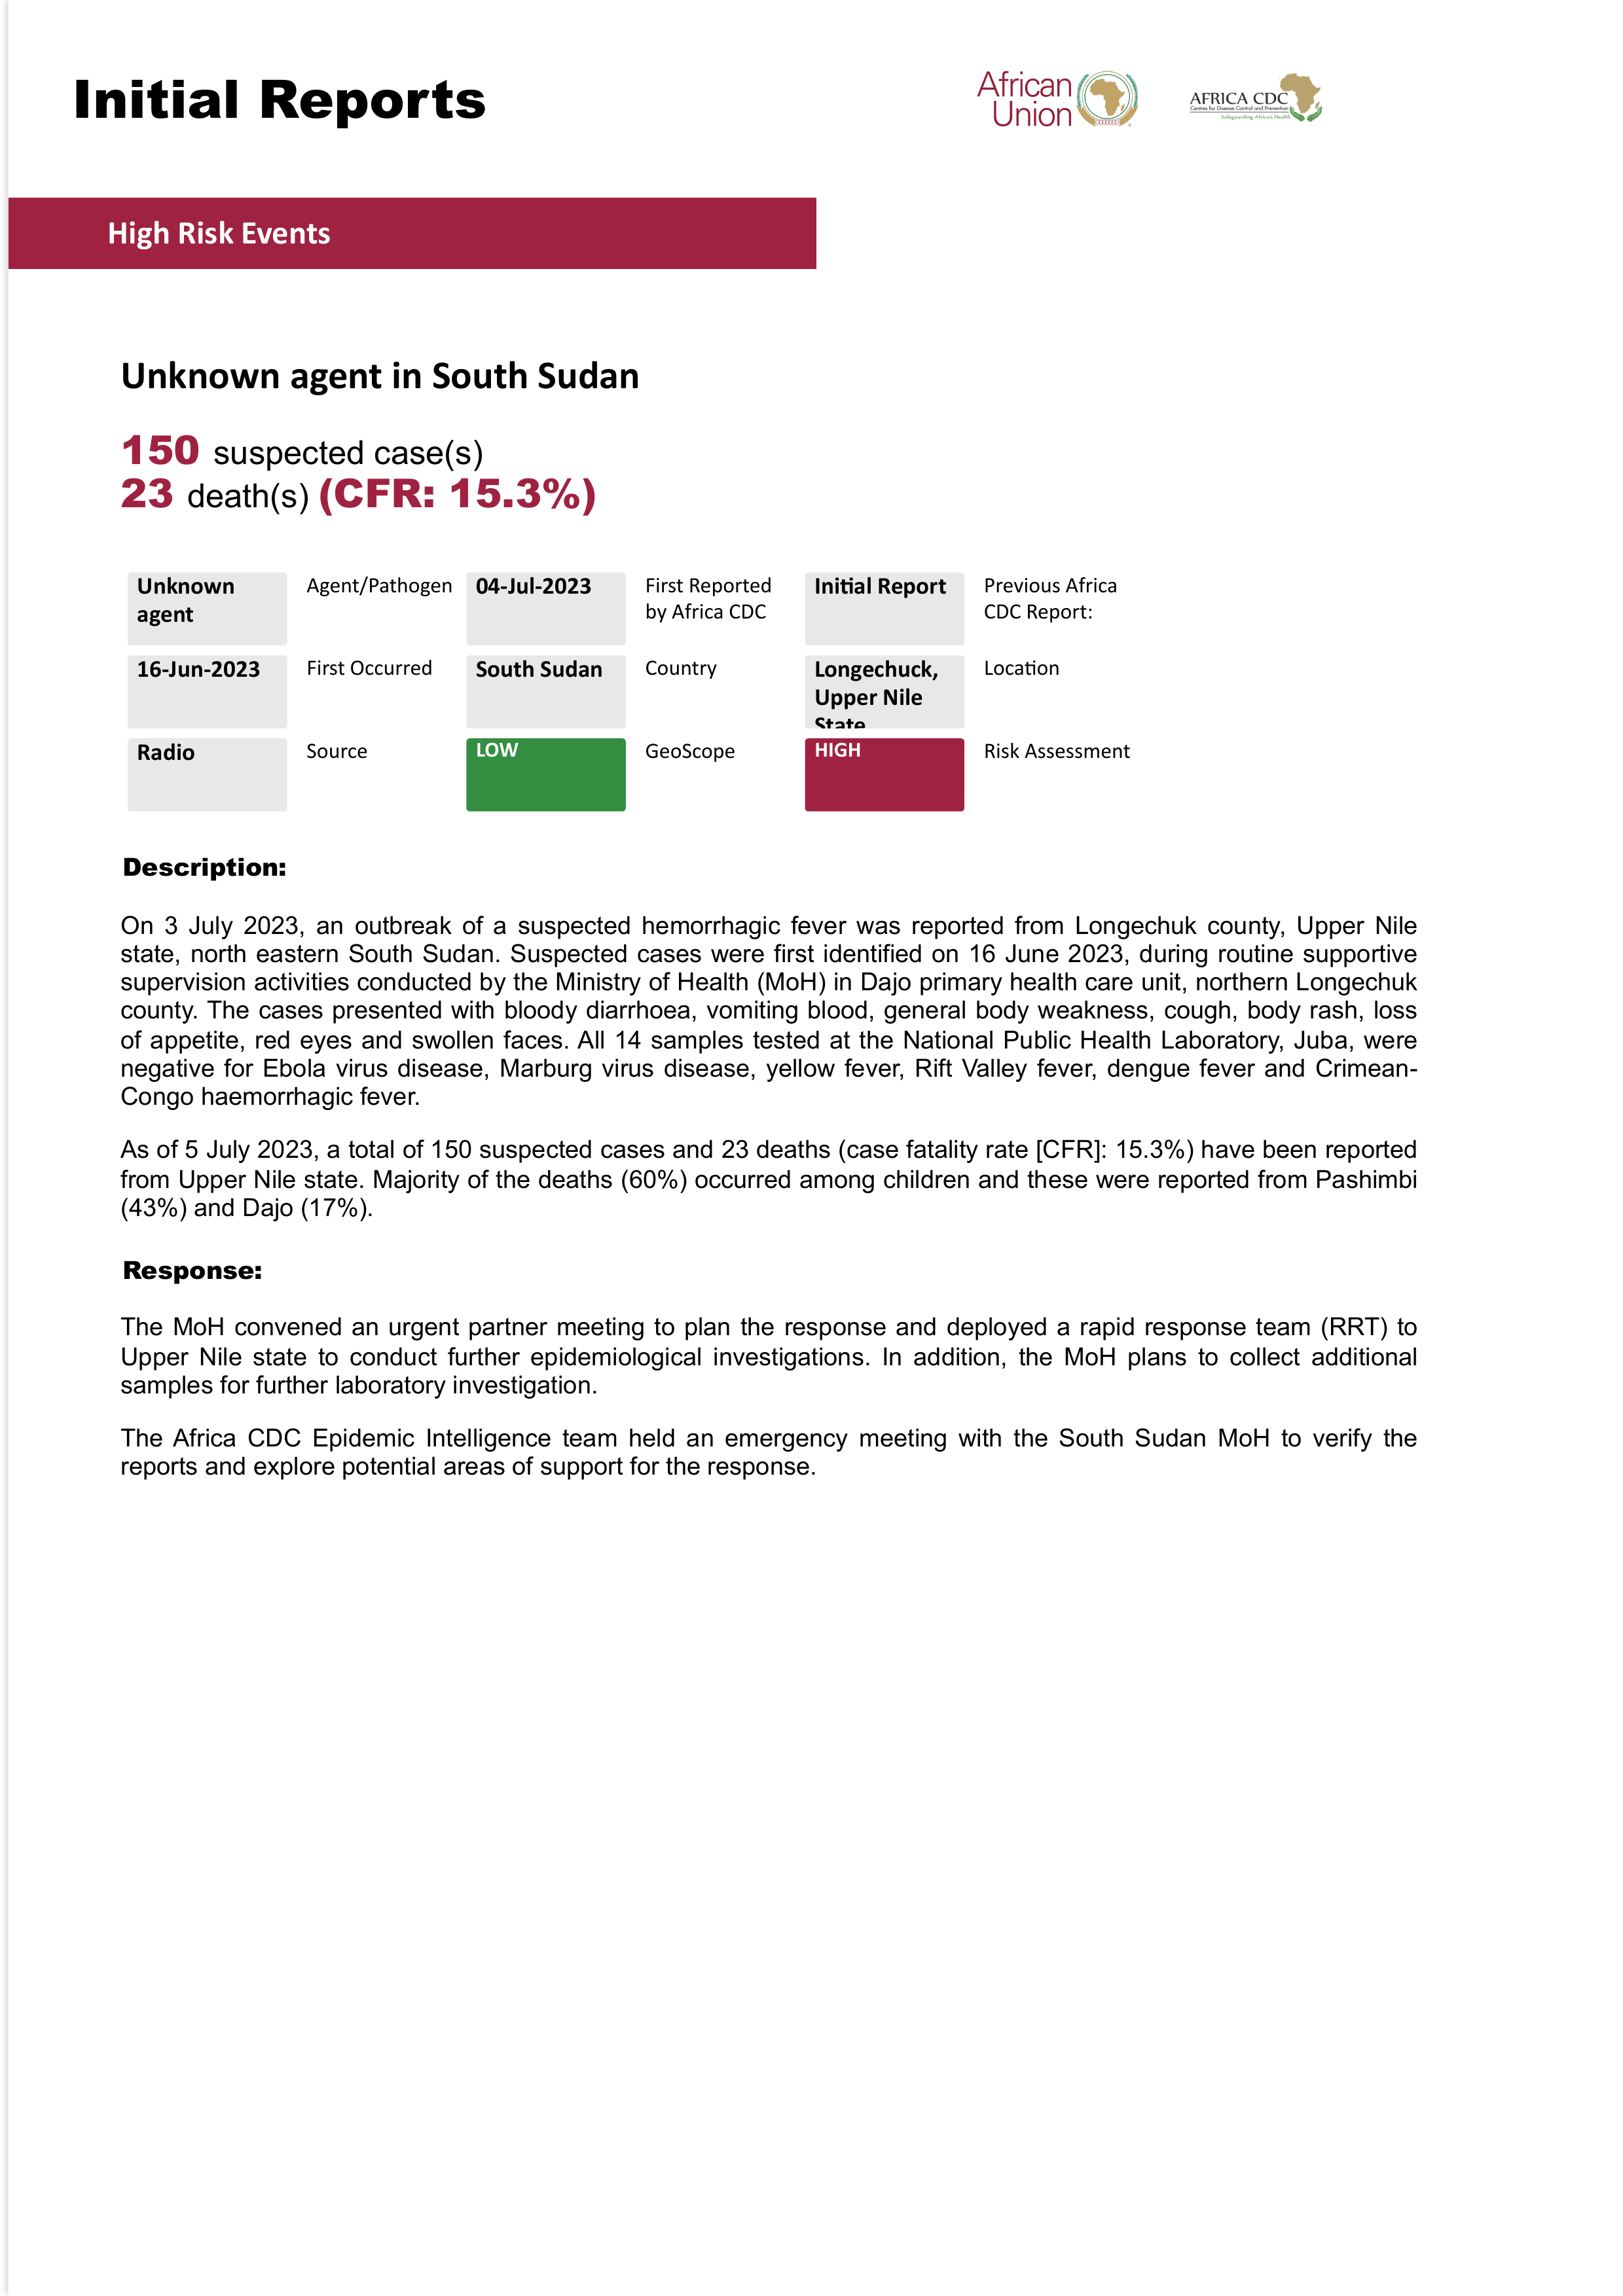 Initial Reports
African
Union
AFRICA CDC
Centres for Disease Control and Prevention
Safeguarding Africa's Health
High Risk Events
Unknown agent in South Sudan
150 suspected case(s)
23 death(s) (CFR: 15.3%)
Unknown
agent
Agent/Pathogen
04-Jul-2023
First Reported
by Africa CDC
Initial Report
Previous Africa
CDC Report:
16-Jun-2023
First Occurred
South Sudan
Country
Longechuck,
Upper Nile
State
Location
Radio
Source
LOW
GeoScope
HIGH
Risk Assessment
Description:
On 3 July 2023, an outbreak of a suspected hemorrhagic fever was reported from Longechuk county, Upper Nile
state, north eastern South Sudan. Suspected cases were first identified on 16 June 2023, during routine supportive
supervision activities conducted by the Ministry of Health (MoH) in Dajo primary health care unit, northern Longechuk
county. The cases presented with bloody diarrhoea, vomiting blood, general body weakness, cough, body rash, loss
of appetite, red eyes and swollen faces. All 14 samples tested at the National Public Health Laboratory, Juba, were
negative for Ebola virus disease, Marburg virus disease, yellow fever, Rift Valley fever, dengue fever and Crimean-
Congo haemorrhagic fever.
As of 5 July 2023, a total of 150 suspected cases and 23 deaths (case fatality rate [CFR]: 15.3%) have been reported
from Upper Nile state. Majority of the deaths (60%) occurred among children and these were reported from Pashimbi
(43%) and Dajo (17%).
Response:
The MoH convened an urgent partner meeting to plan the response and deployed a rapid response team (RRT) to
Upper Nile state to conduct further epidemiological investigations. In addition, the MoH plans to collect additional
samples for further laboratory investigation.
The Africa CDC Epidemic Intelligence team held an emergency meeting with the South Sudan MoH to verify the
reports and explore potential areas of support for the response.